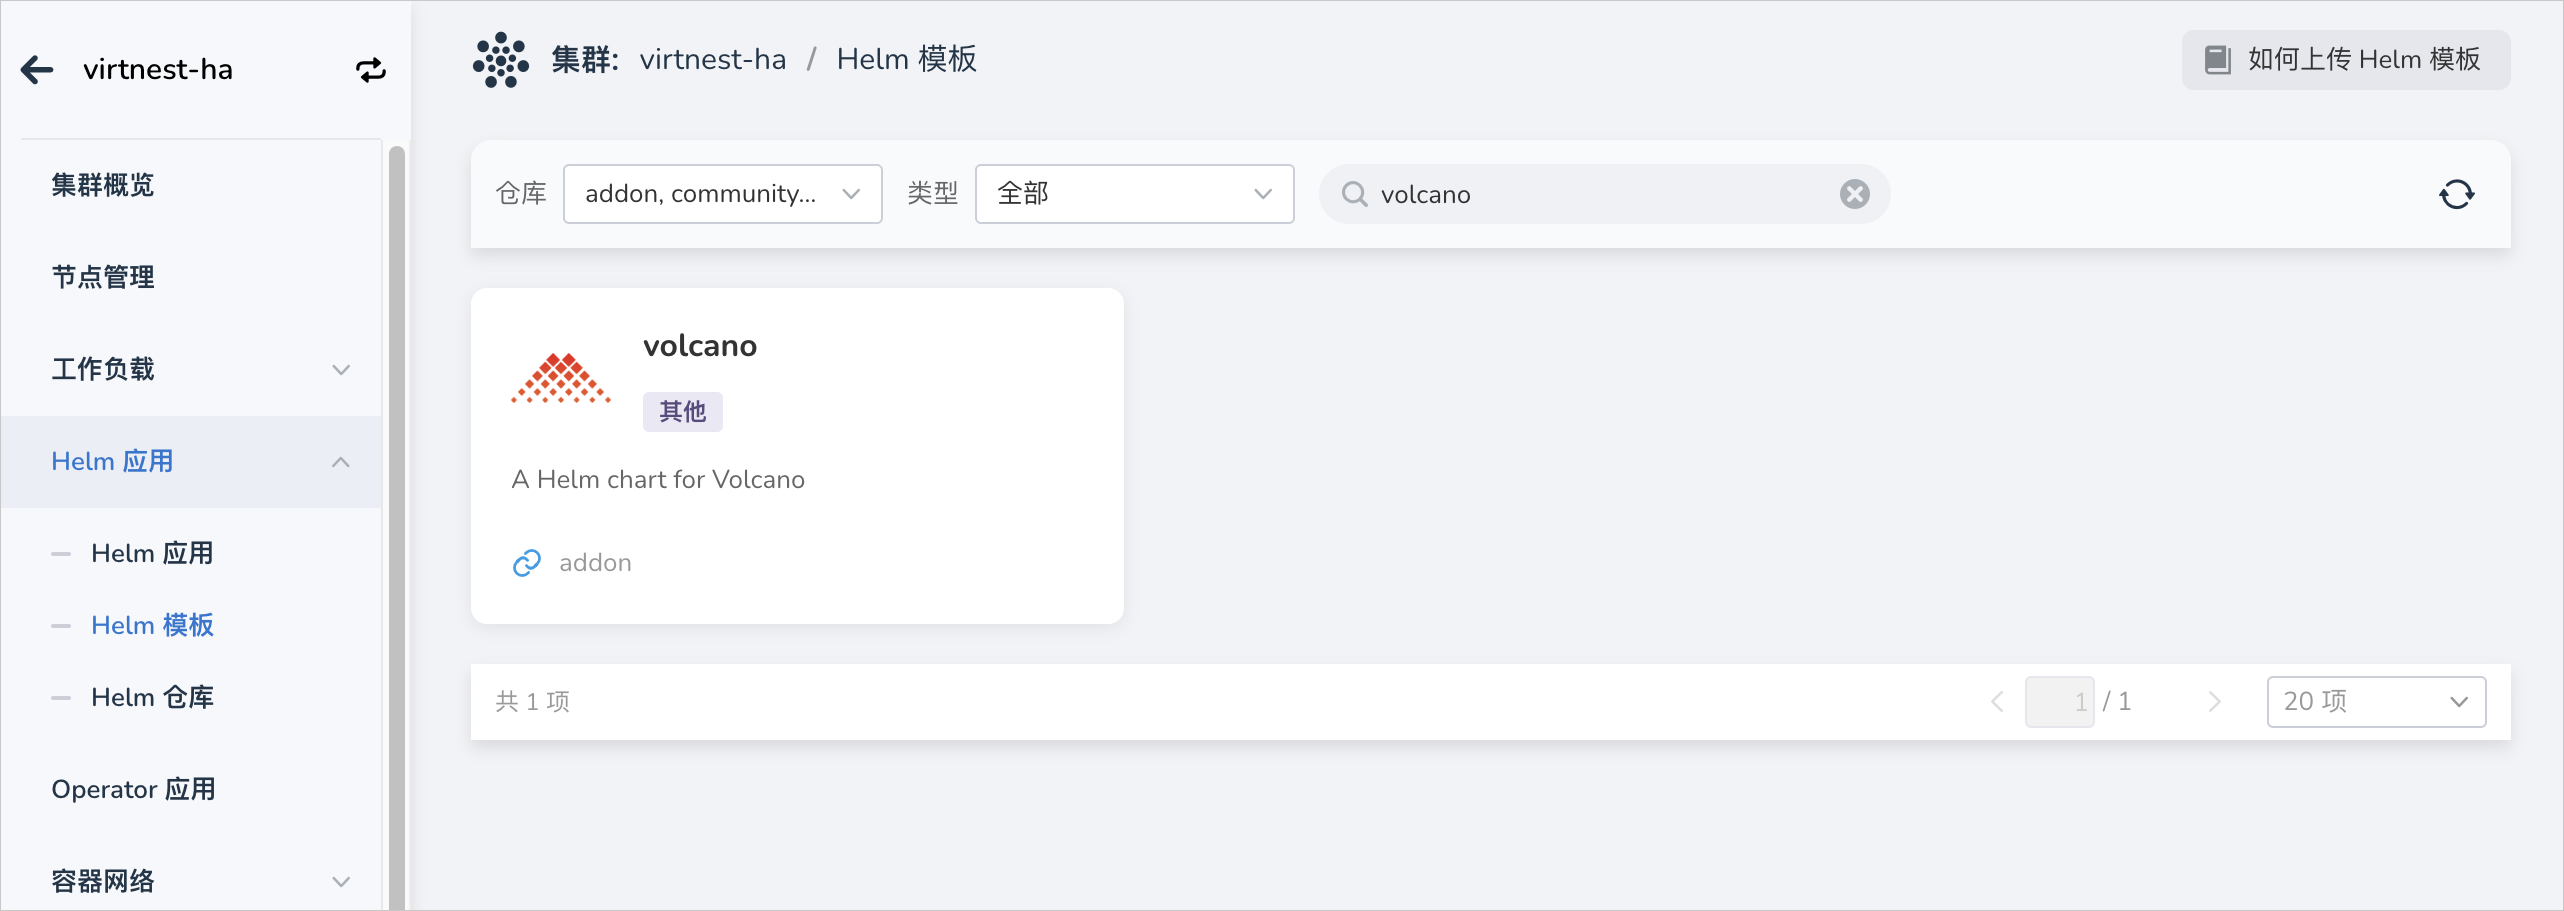 virtnest-ha
集群概览
节点管理
工作负载
Helm 应用
Helm 应用
Helm 模板
Helm 仓库
Operator 应用
容器网络
集群: virtnest-ha / Helm 模板
如何上传 Helm 模板
仓库 addon, community... 类型 全部 volcano
volcano
其他
A Helm chart for Volcano
addon
共 1 项 1 / 1 20 项